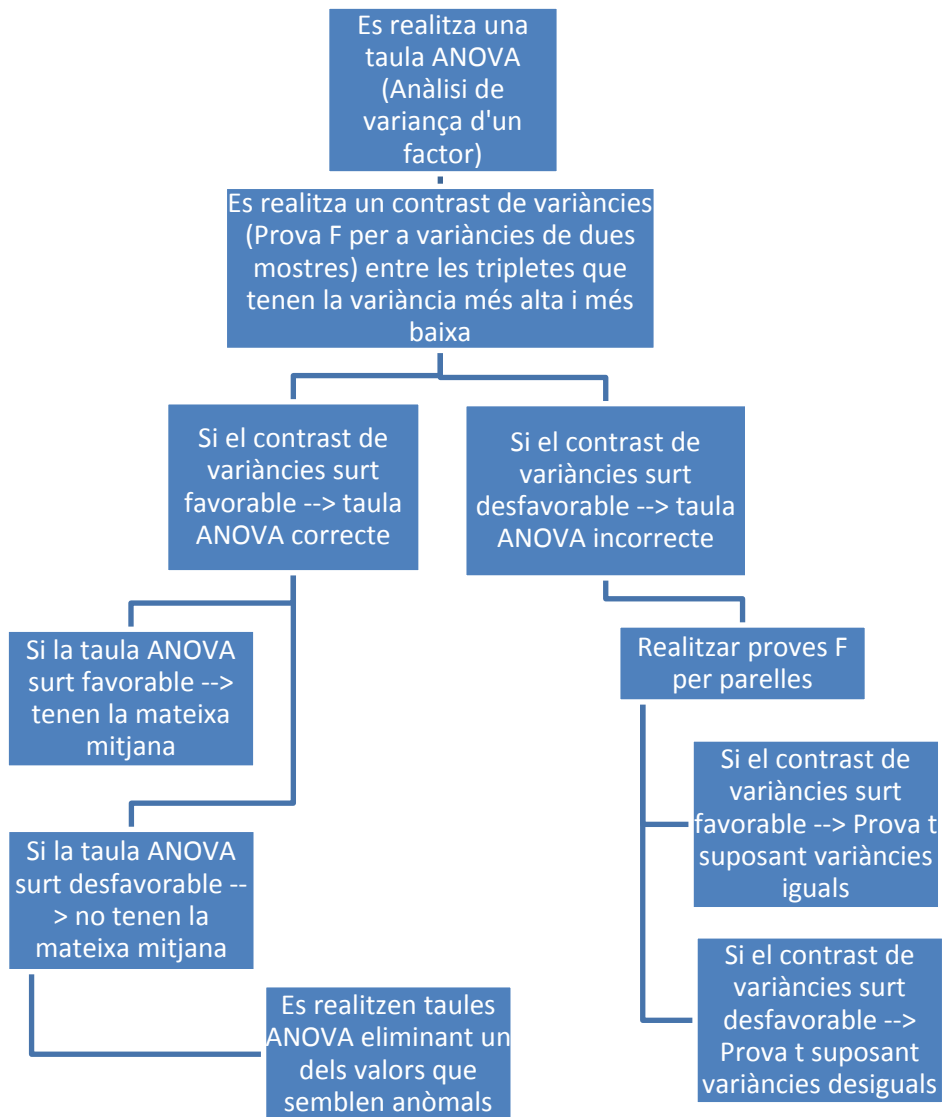 Es realitza una
taula ANOVA
(Anàlisi de
variança d'un
factor)
Es realitza un contrast de variàncies
(Prova F per a variàncies de dues
mostres) entre les tripletes que
tenen la variància més alta i més
baixa
Si el contrast de
variàncies surt
favorable --> taula
ANOVA correcte
Si el contrast de
variàncies surt
desfavorable --> taula
ANOVA incorrecte
Si la taula ANOVA
surt favorable -->
tenen la mateixa
mitjana
Si la taula ANOVA
surt desfavorable --
> no tenen la
mateixa mitjana
Es realitzen taules
ANOVA eliminant un
dels valors que
semblen anòmals
Realitzar proves F
per parelles
Si el contrast de
variàncies surt
favorable --> Prova t
suposant variàncies
iguals
Si el contrast de
variàncies surt
desfavorable -->
Prova t suposant
variàncies desiguals